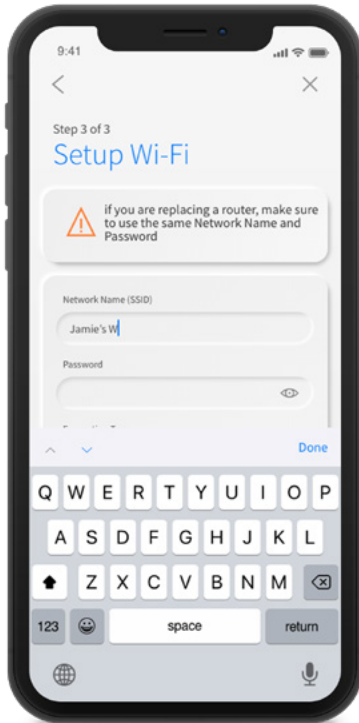 9:41
Step 3 of 3
Setup Wi-Fi
if you are replacing a router, make sure
to use the same Network Name and
Password
Network Name (SSID)
Jamie's W
Password
Done
Q W E R T Y U I O P
A S D F G H J K L
Z X C V B N M
123 space return